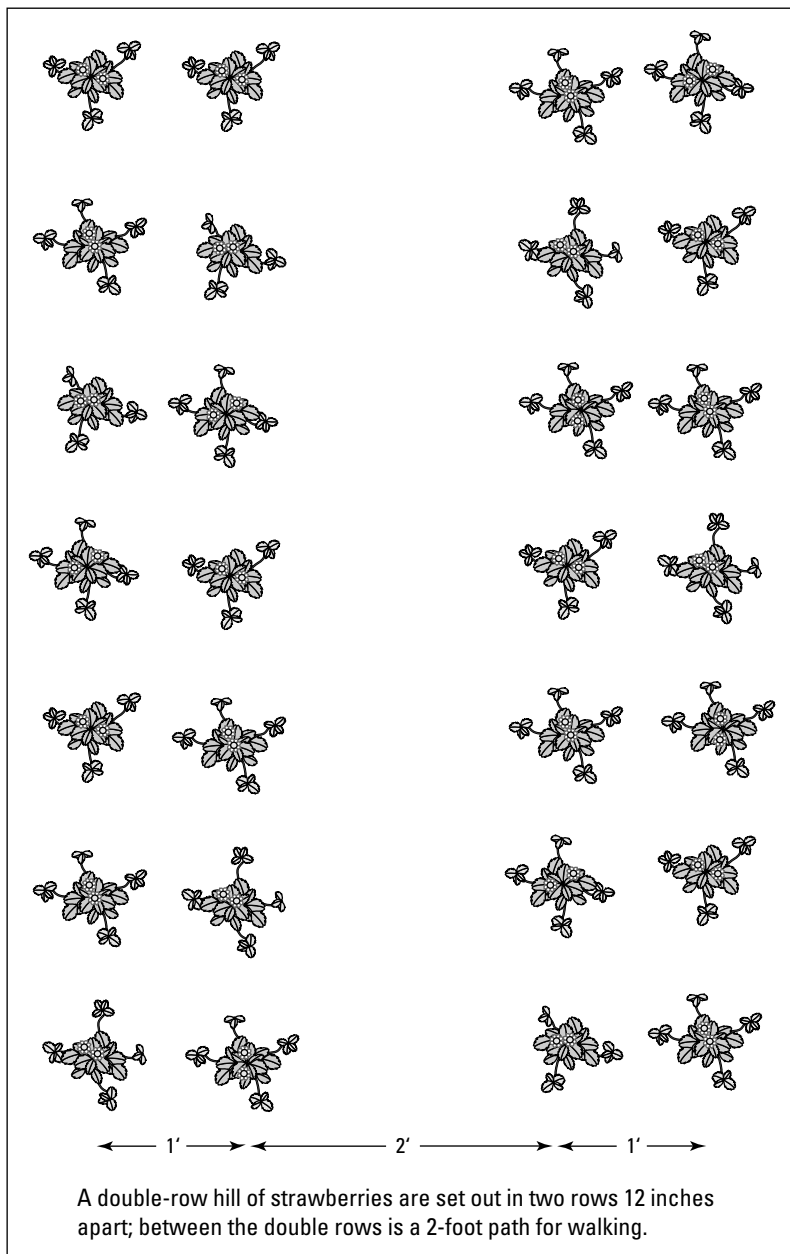 1‘ 2‘ 1‘
A double-row hill of strawberries are set out in two rows 12 inches
apart; between the double rows is a 2-foot path for walking.